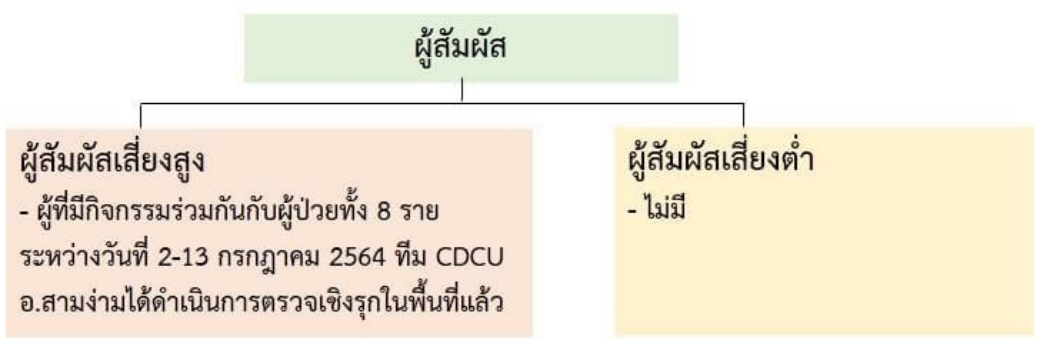 ผู้สัมผัส
ผู้สัมผัสเสี่ยงสูง
- ผู้ที่มีกิจกรรมร่วมกันกับผู้ป่วยทั้ง 8 ราย
ระหว่างวันที่ 2-13 กรกฎาคม 2564 ทีม CDCU
อ.สามง่ามได้ดำเนินการตรวจเชิงรุกในพื้นที่แล้ว
ผู้สัมผัสเสี่ยงต่ำ
- ไม่มี